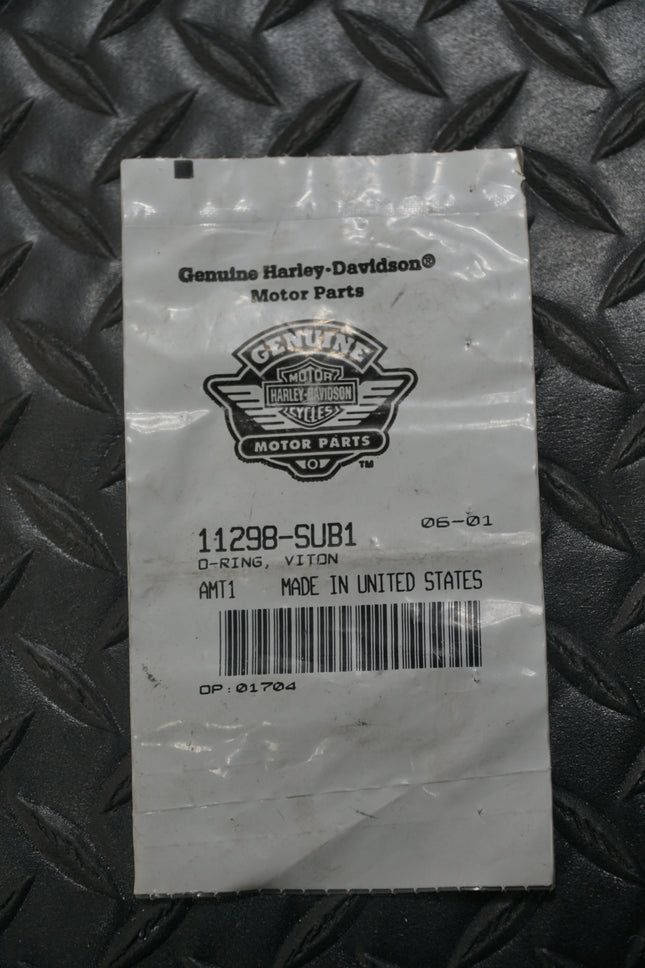 Genuine Harley-Davidson®
Motor Parts
GENUINE
MOTOR
HARLEY-DAVIDSON
CYCLES
MOTOR PARTS
O
TM
11298-SUB1 06-01
O-RING, VITON
AMT1 MADE IN UNITED STATES
OP:01704